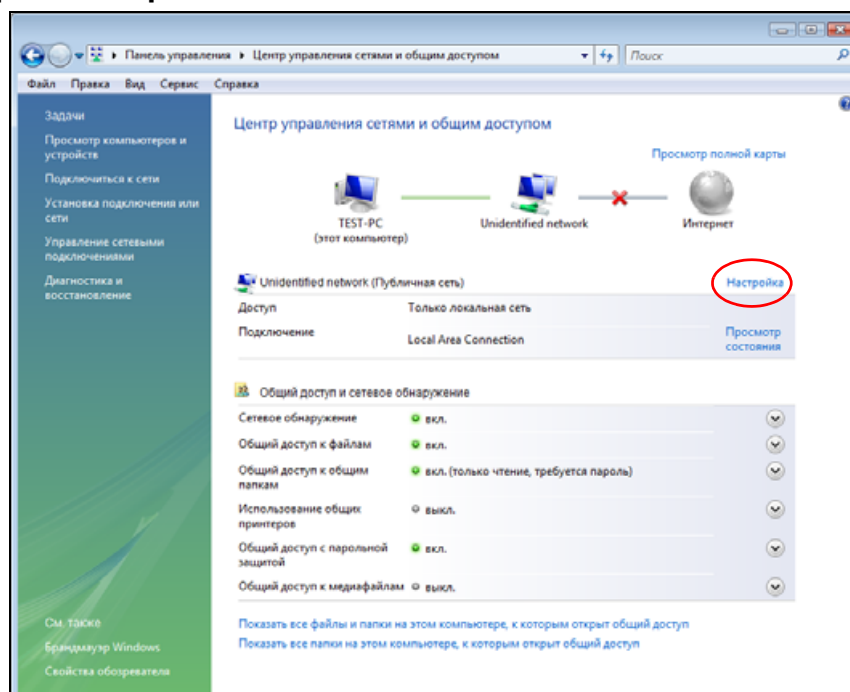 Панель управления
Центр управления сетями и общим доступом
Поиск
Файл Правка Вид Сервис Справка
Задачи
Просмотр компьютеров и
устройств
Подключиться к сети
Установка подключения или
сети
Управление сетевыми
подключениями
Диагностика и
восстановление
См. также
Брандмауэр Windows
Свойства обозревателя
Центр управления сетями и общим доступом
Просмотр полной карты
TEST-PC
(этот компьютер)
Unidentified network
Интернет
Unidentified network (Публичная сеть)
Настройка
Доступ Только локальная сеть
Подключение
Local Area Connection
Просмотр
состояния
Общий доступ и сетевое обнаружение
Сетевое обнаружение вкл.
Общий доступ к файлам вкл.
Общий доступ к общим
папкам
вкл. (только чтение, требуется пароль)
Использование общих
принтеров
выкл.
Общий доступ с парольной
защитой
вкл.
Общий доступ к медиафайлам выкл.
Показать все файлы и папки на этом компьютере, к которым открыт общий доступ
Показать все папки на этом компьютере, к которым открыт общий доступ